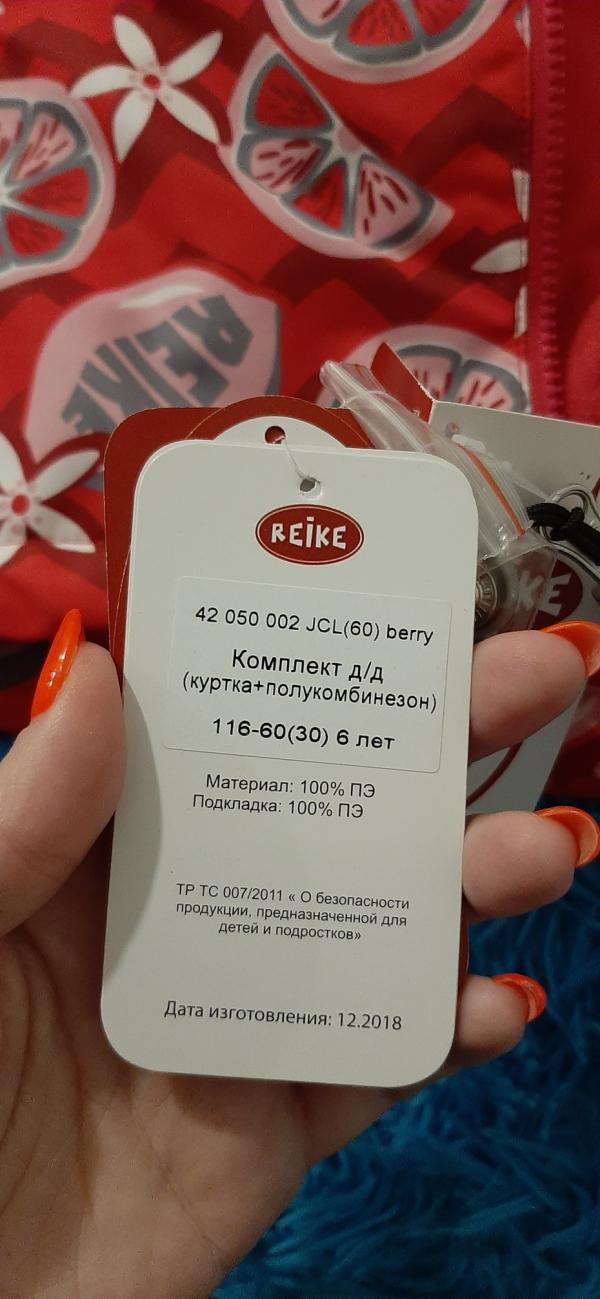 REIKE
REIKE
42 050 002 JCL(60) berry
Комплект д/д
(куртка+полукомбинезон)
116-60(30) 6 лет
Материал: 100% ПЭ
Подкладка: 100% ПЭ
ТР ТС 007/2011 « О безопасности
продукции, предназначенной для
детей и подростков»
Дата изготовления: 12.2018